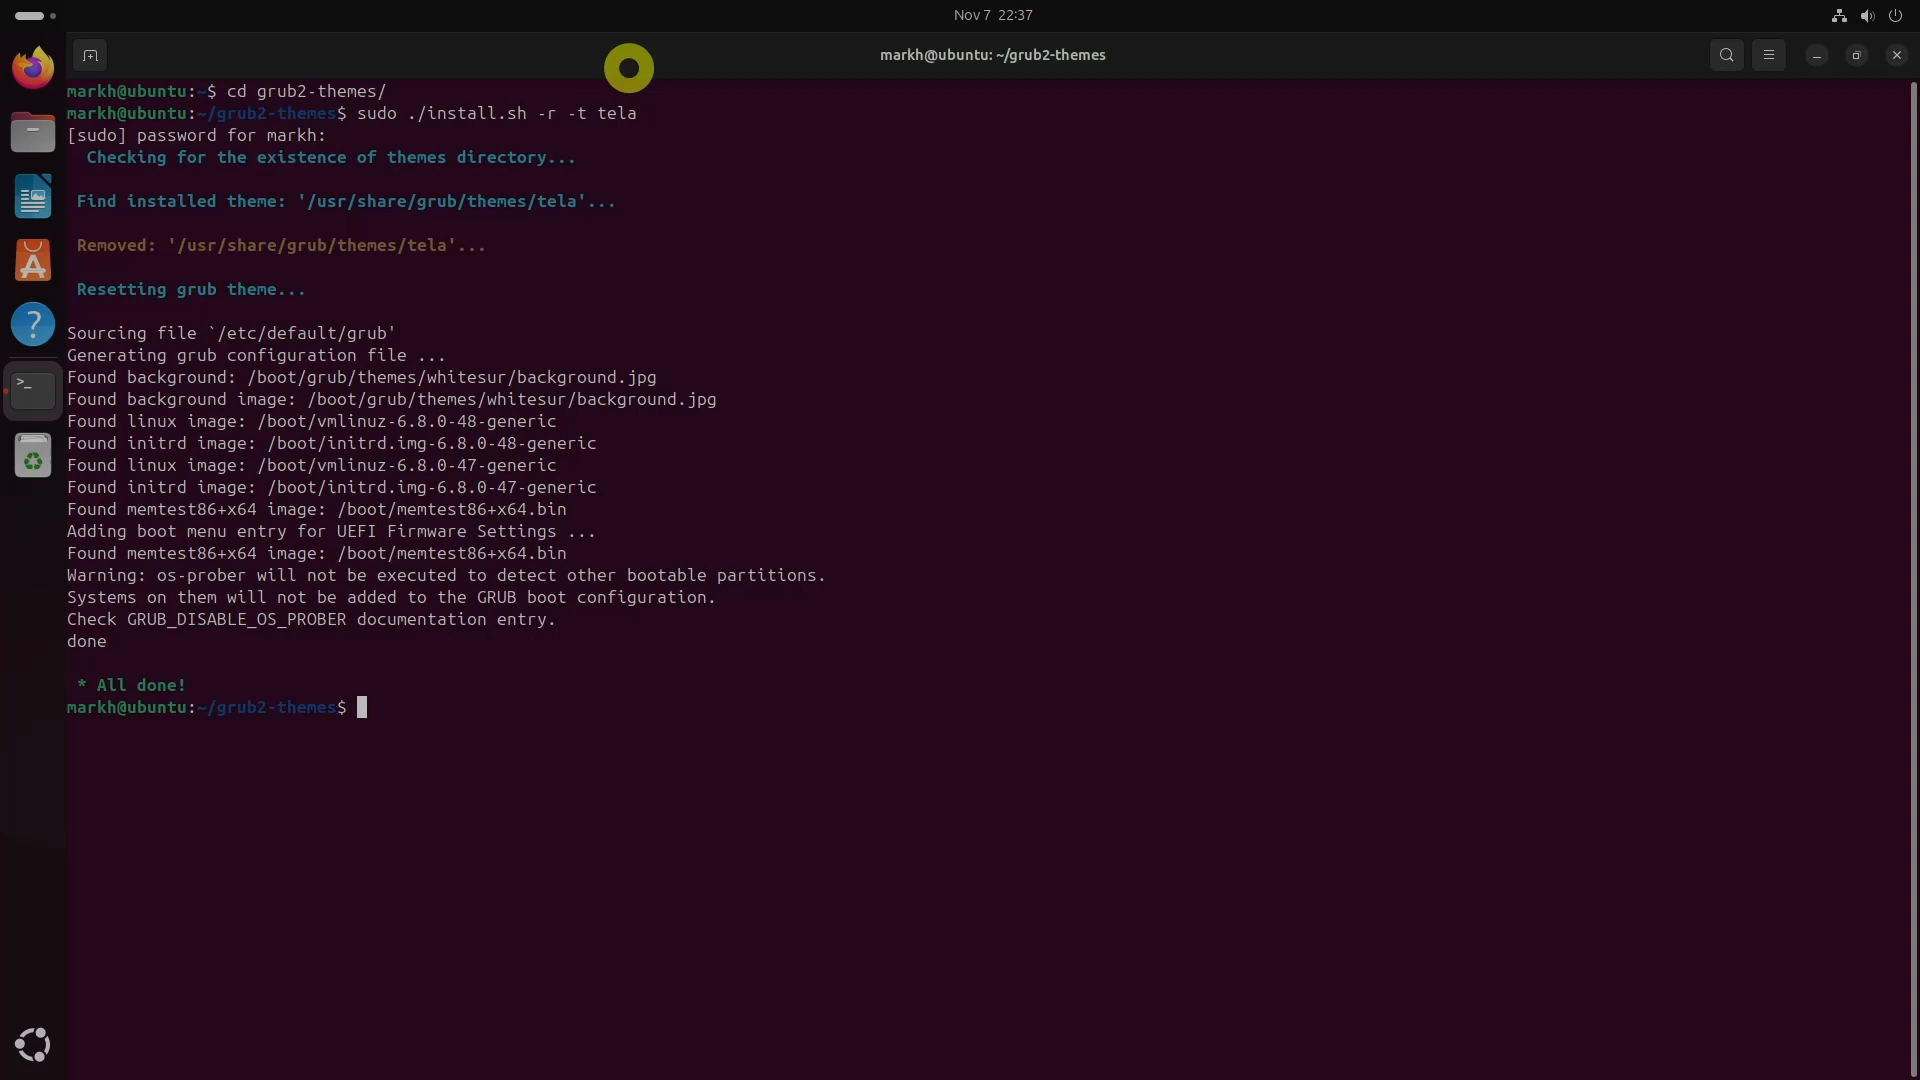 Nov 7 22:37
markh@ubuntu: ~/grub2-themes
markh@ubuntu:~$ cd grub2-themes/
markh@ubuntu:~/grub2-themes$ sudo ./install.sh -r -t tela
[sudo] password for markh:
Checking for the existence of themes directory...
Find installed theme: '/usr/share/grub/themes/tela'...
Removed: '/usr/share/grub/themes/tela'...
Resetting grub theme...
Sourcing file `/etc/default/grub'
Generating grub configuration file ...
Found background: /boot/grub/themes/whitesur/background.jpg
Found background image: /boot/grub/themes/whitesur/background.jpg
Found linux image: /boot/vmlinuz-6.8.0-48-generic
Found initrd image: /boot/initrd.img-6.8.0-48-generic
Found linux image: /boot/vmlinuz-6.8.0-47-generic
Found initrd image: /boot/initrd.img-6.8.0-47-generic
Found memtest86+x64 image: /boot/memtest86+x64.bin
Adding boot menu entry for UEFI Firmware Settings ...
Found memtest86+x64 image: /boot/memtest86+x64.bin
Warning: os-prober will not be executed to detect other bootable partitions.
Systems on them will not be added to the GRUB boot configuration.
Check GRUB_DISABLE_OS_PROBER documentation entry.
done
* All done!
markh@ubuntu:~/grub2-themes$